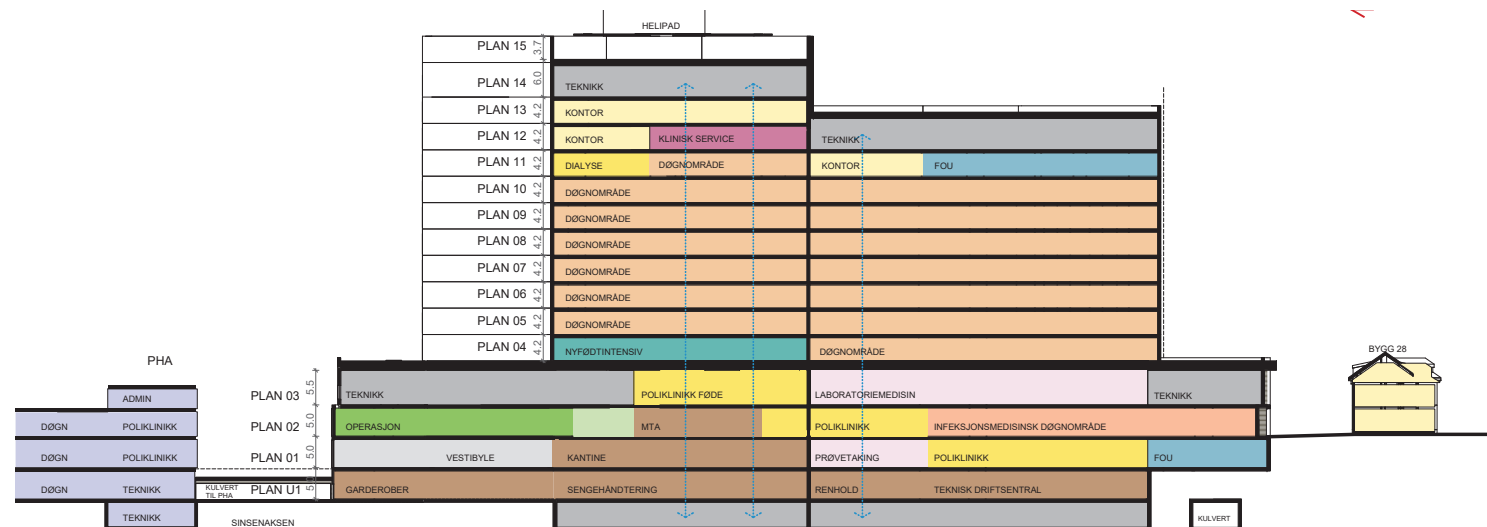 HELIPAD
PLAN 15 3.7
PLAN 14 6.0 TEKNIKK
PLAN 13 4.2 KONTOR
PLAN 12 4.2 KONTOR KLINISK SERVICE TEKNIKK
PLAN 11 4.2 DIALYSE DØGNOMRÅDE KONTOR FOU
PLAN 10 4.2 DØGNOMRÅDE
PLAN 09 4.2 DØGNOMRÅDE
PLAN 08 4.2 DØGNOMRÅDE
PLAN 07 4.2 DØGNOMRÅDE
PLAN 06 4.2 DØGNOMRÅDE
PLAN 05 4.2 DØGNOMRÅDE
PLAN 04 4.2 NYFØDTINTENSIV DØGNOMRÅDE
PHA BYGG 28
ADMIN PLAN 03 5.5 TEKNIKK POLIKLINIKK FØDE LABORATORIEMEDISIN TEKNIKK
DØGN POLIKLINIKK PLAN 02 5.0 OPERASJON MTA POLIKLINIKK INFEKSJONSMEDISINSK DØGNOMRÅDE
DØGN POLIKLINIKK PLAN 01 5.0 VESTIBYLE KANTINE PRØVETAKING POLIKLINIKK FOU
DØGN TEKNIKK KULVERT TIL PHA PLAN U1 5.0 GARDEROBER SENGEHÅNDTERING RENHOLD TEKNISK DRIFTSENTRAL
TEKNIKK SINSENAKSEN KULVERT